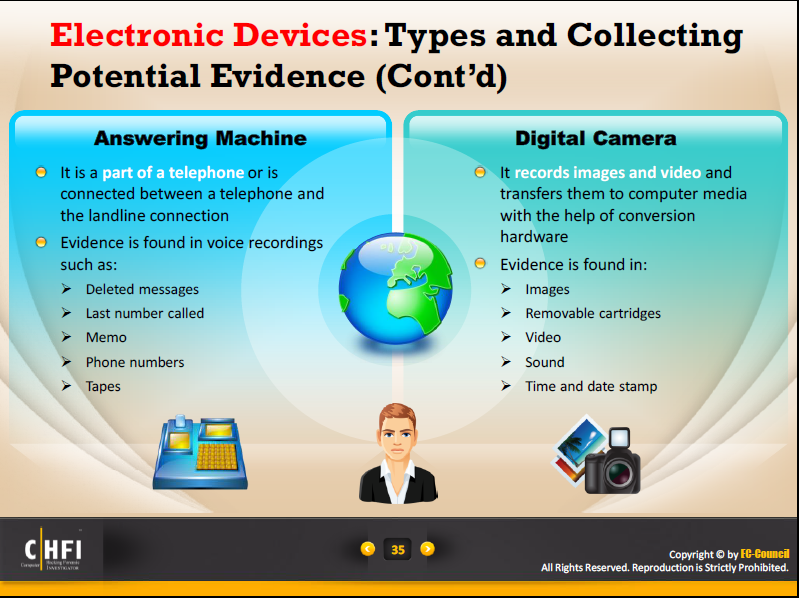 Electronic Devices: Types and Collecting
Potential Evidence (Cont'd)
Answering Machine
It is a part of a telephone or is
connected between a telephone and
the landline connection
Evidence is found in voice recordings
such as:
Deleted messages
Last number called
Memo
Phone numbers
Tapes
Digital Camera
It records images and video and
transfers them to computer media
with the help of conversion
hardware
Evidence is found in:
Images
Removable cartridges
Video
Sound
Time and date stamp
CHFI
Computer Hacking Forensic
INVESTIGATOR
35
Copyright © by EC-Council
All Rights Reserved. Reproduction is Strictly Prohibited.